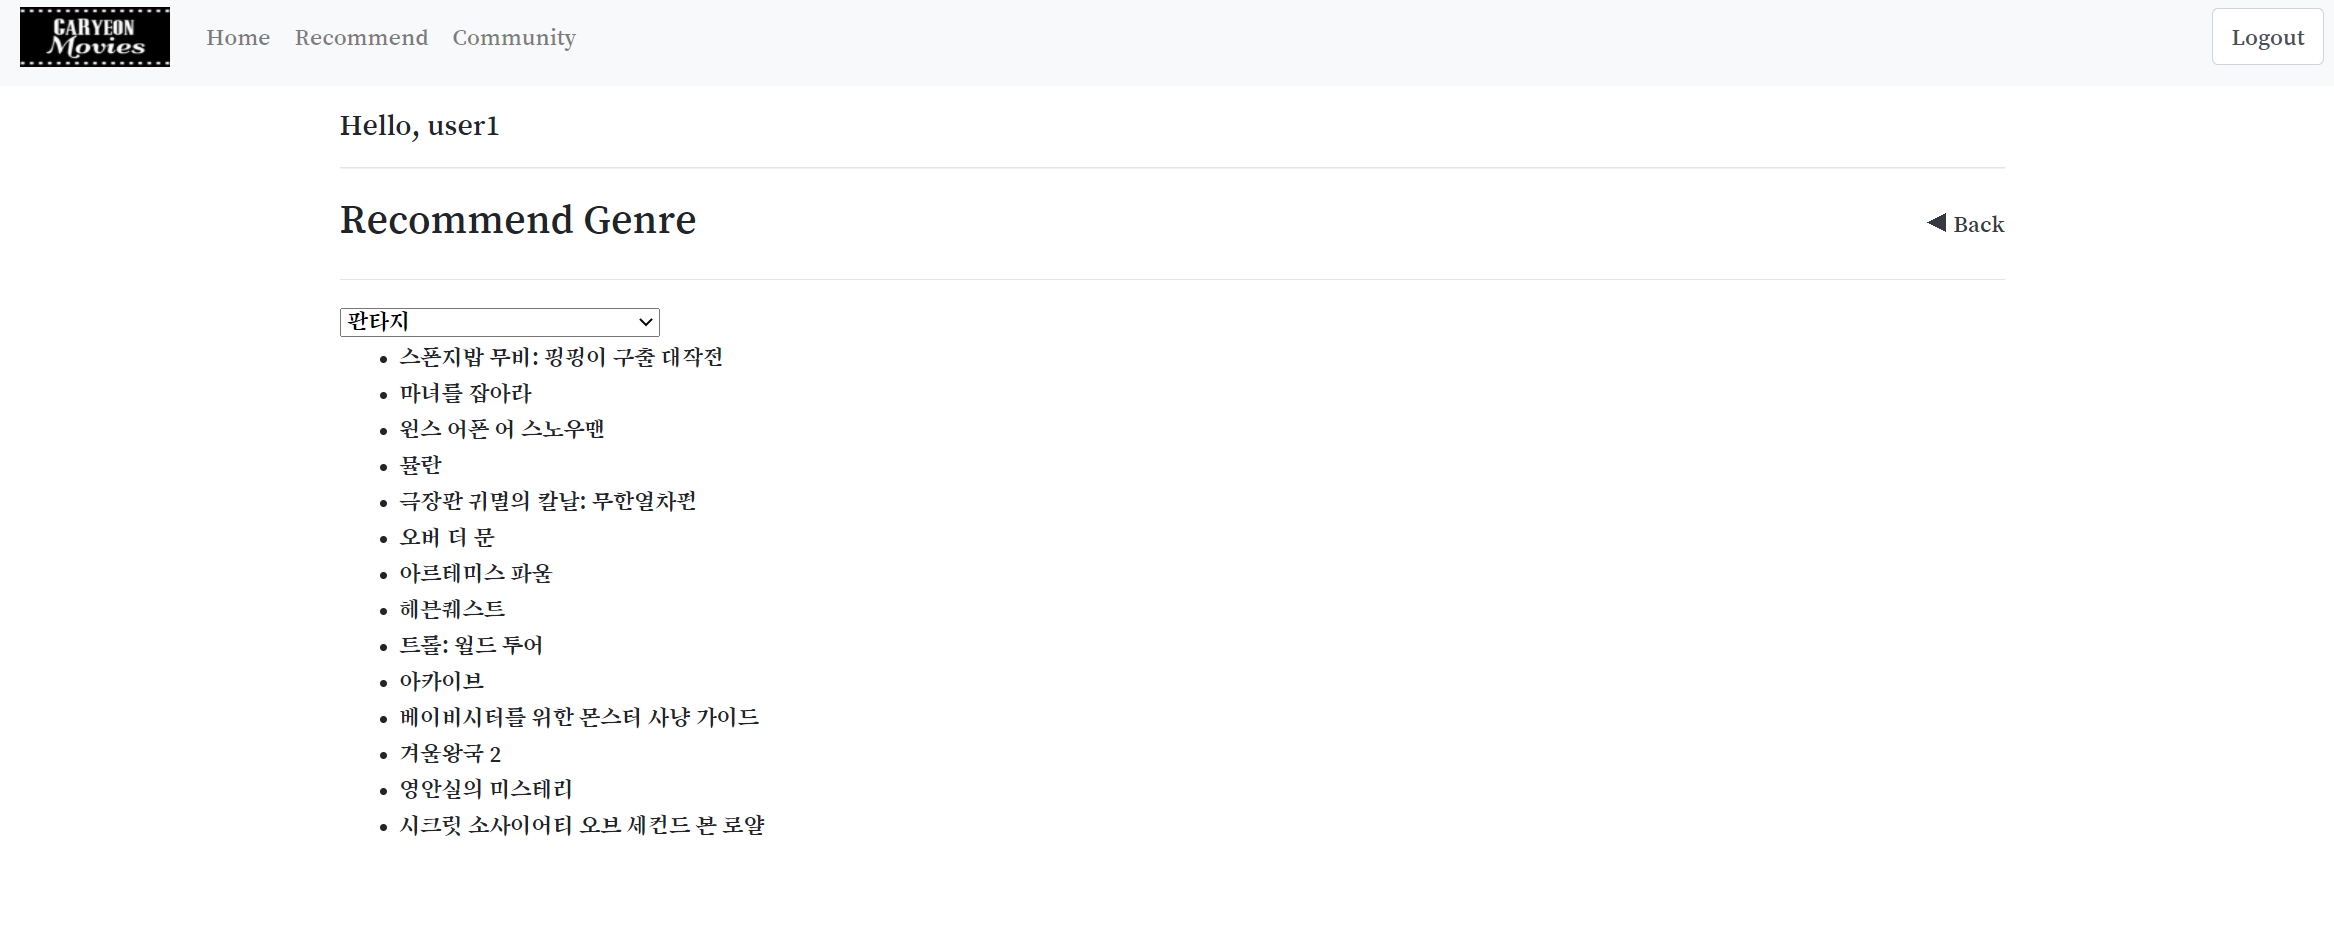 GARYEON
Movies
Home Recommend Community
Logout
Hello, user1
Recommend Genre
◀ Back
판타지
스폰지밥 무비: 핑핑이 구출 대작전
마녀를 잡아라
원스 어폰 어 스노우맨
뮬란
극장판 귀멸의 칼날: 무한열차편
오버 더 문
아르테미스 파울
헤븐퀘스트
트롤: 월드 투어
아카이브
베이비시터를 위한 몬스터 사냥 가이드
겨울왕국 2
영안실의 미스테리
시크릿 소사이어티 오브 세컨드 본 로얄